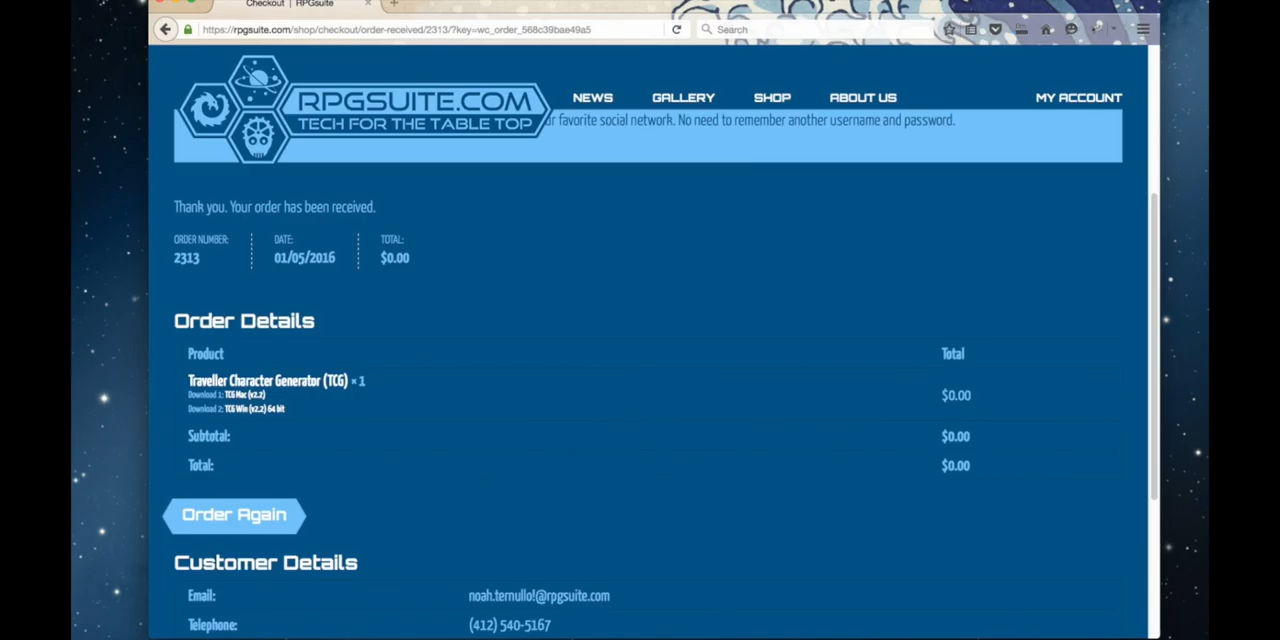 Checkout | RPGsuite
https://rpgsuite.com/shop/checkout/order-received/2313/?key=wc_order_568c39bae49a5
Search
RPGSUITE.COM
TECH FOR THE TABLE TOP
NEWS GALLERY SHOP ABOUT US MY ACCOUNT
ur favorite social network. No need to remember another username and password.
Thank you. Your order has been received.
ORDER NUMBER: DATE: TOTAL:
2313 01/05/2016 $0.00
Order Details
Product Total
Traveller Character Generator (TCG) × 1
Download 1: TCG Mac (v2.2)
Download 2: TCG Win (v2.2) 64 bit
$0.00
Subtotal: $0.00
Total: $0.00
Order Again
Customer Details
Email: noah.ternullo!@rpgsuite.com
Telephone: (412) 540-5167